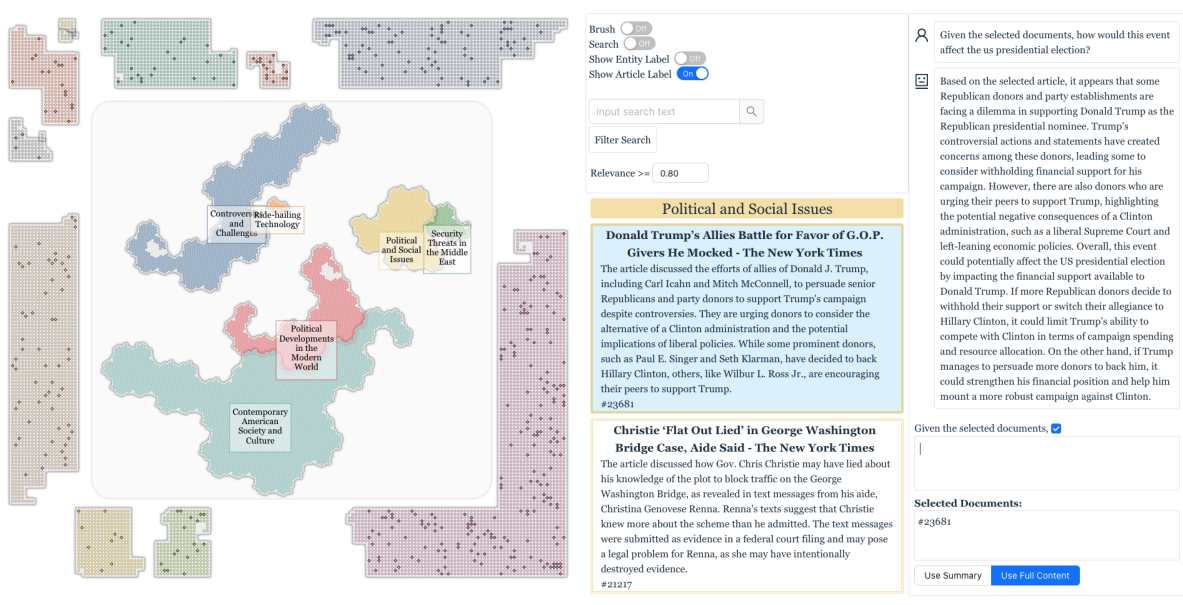 Controvers
and
Challenges
Ride-hailing
Technology
Political
and Social
Issues
Security
Threats in
the Middle
East
Political
Developments
in the
Modern
World
Contemporary
American
Society and
Culture
Brush Off
Search Off
Show Entity Label Off
Show Article Label On
input search text
Filter Search
Relevance >= 0.80
Political and Social Issues
Donald Trump's Allies Battle for Favor of G.O.P.
Givers He Mocked - The New York Times
The article discussed the efforts of allies of Donald J. Trump,
including Carl Icahn and Mitch McConnell, to persuade senior
Republicans and party donors to support Trump's campaign
despite controversies. They are urging donors to consider the
alternative of a Clinton administration and the potential
implications of liberal policies. While some prominent donors,
such as Paul E. Singer and Seth Klarman, have decided to back
Hillary Clinton, others, like Wilbur L. Ross Jr., are encouraging
their peers to support Trump.
#23681
Christie ‘Flat Out Lied’ in George Washington
Bridge Case, Aide Said - The New York Times
The article discussed how Gov. Chris Christie may have lied about
his knowledge of the plot to block traffic on the George
Washington Bridge, as revealed in text messages from his aide,
Christina Genovese Renna. Renna's texts suggest that Christie
knew more about the scheme than he admitted. The text messages
were submitted as evidence in a federal court filing and may pose
a legal problem for Renna, as she may have intentionally
destroyed evidence.
#21217
Given the selected documents, how would this event
affect the us presidential election?
Based on the selected article, it appears that some
Republican donors and party establishments are
facing a dilemma in supporting Donald Trump as the
Republican presidential nominee. Trump's
controversial actions and statements have created
concerns among these donors, leading some to
consider withholding financial support for his
campaign. However, there are also donors who are
urging their peers to support Trump, highlighting
the potential negative consequences of a Clinton
administration, such as a liberal Supreme Court and
left-leaning economic policies. Overall, this event
could potentially affect the US presidential election
by impacting the financial support available to
Donald Trump. If more Republican donors decide to
withhold their support or switch their allegiance to
Hillary Clinton, it could limit Trump's ability to
compete with Clinton in terms of campaign spending
and resource allocation. On the other hand, if Trump
manages to persuade more donors to back him, it
could strengthen his financial position and help him
mount a more robust campaign against Clinton.
Given the selected documents,
Selected Documents:
#23681
Use Summary Use Full Content